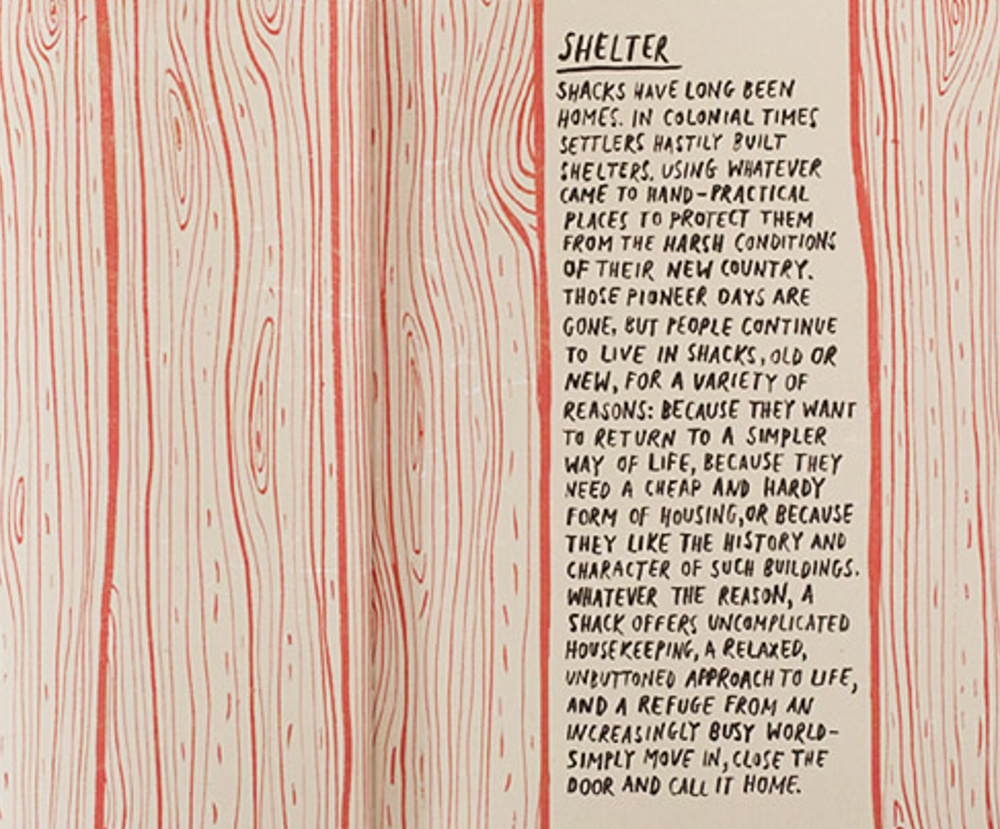 SHELTER
SHACKS HAVE LONG BEEN
HOMES. IN COLONIAL TIMES
SETTLERS HASTILY BUILT
SHELTERS, USING WHATEVER
CAME TO HAND-PRACTICAL
PLACES TO PROTECT THEM
FROM THE HARSH CONDITIONS
OF THEIR NEW COUNTRY.
THOSE PIONEER DAYS ARE
GONE, BUT PEOPLE CONTINUE
TO LIVE IN SHACKS, OLD OR
NEW, FOR A VARIETY OF
REASONS: BECAUSE THEY WANT
TO RETURN TO A SIMPLER
WAY OF LIFE, BECAUSE THEY
NEED A CHEAP AND HARDY
FORM OF HOUSING, OR BECAUSE
THEY LIKE THE HISTORY AND
CHARACTER OF SUCH BUILDINGS.
WHATEVER THE REASON, A
SHACK OFFERS UNCOMPLICATED
HOUSEKEEPING, A RELAXED,
UNBUTTONED APPROACH TO LIFE,
AND A REFUGE FROM AN
INCREASINGLY BUSY WORLD-
SIMPLY MOVE IN, CLOSE THE
DOOR AND CALL IT HOME.